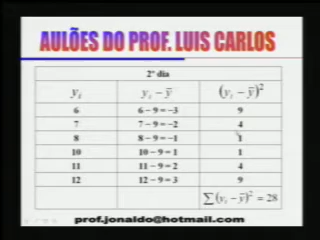 AULÕES DO PROF. LUIS CARLOS
2º dia
yᵢ yᵢ − ȳ (yᵢ − ȳ)²
6 6 − 9 = −3 9
7 7 − 9 = −2 4
8 8 − 9 = −1 1
10 10 − 9 = 1 1
11 11 − 9 = 2 4
12 12 − 9 = 3 9
∑(yᵢ − ȳ)² = 28
prof.jonaldo@hotmail.com